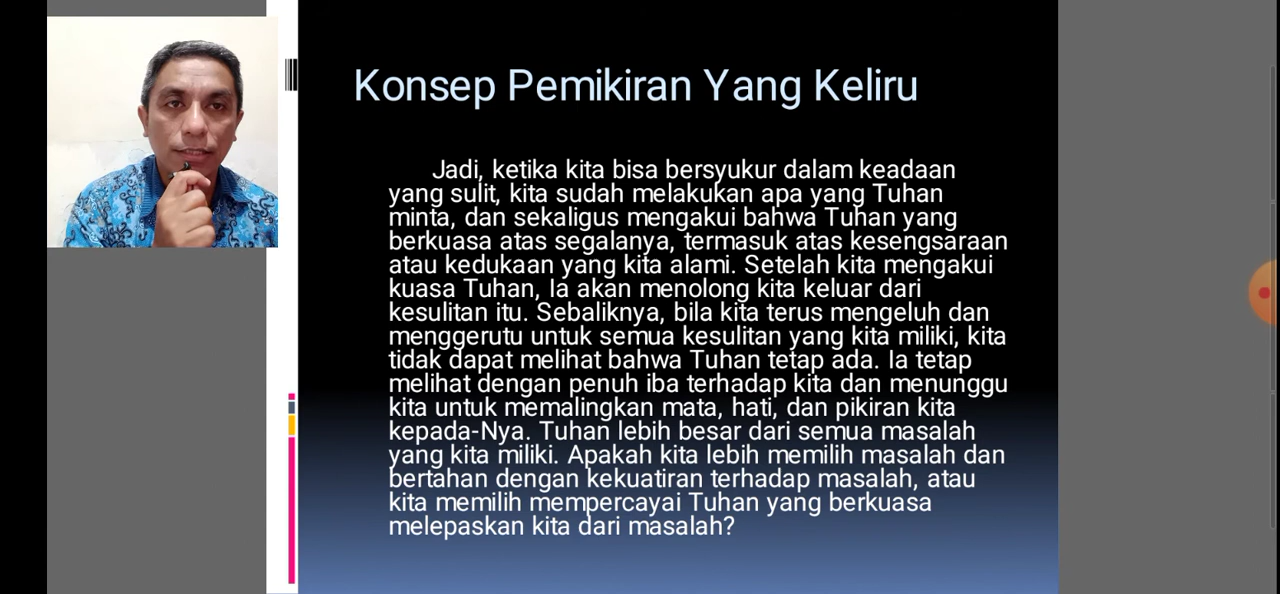 Konsep Pemikiran Yang Keliru
Jadi, ketika kita bisa bersyukur dalam keadaan
yang sulit, kita sudah melakukan apa yang Tuhan
minta, dan sekaligus mengakui bahwa Tuhan yang
berkuasa atas segalanya, termasuk atas kesengsaraan
atau kedukaan yang kita alami. Setelah kita mengakui
kuasa Tuhan, Ia akan menolong kita keluar dari
kesulitan itu. Sebaliknya, bila kita terus mengeluh dan
menggerutu untuk semua kesulitan yang kita miliki, kita
tidak dapat melihat bahwa Tuhan tetap ada. Ia tetap
melihat dengan penuh iba terhadap kita dan menunggu
kita untuk memalingkan mata, hati, dan pikiran kita
kepada-Nya. Tuhan lebih besar dari semua masalah
yang kita miliki. Apakah kita lebih memilih masalah dan
bertahan dengan kekuatiran terhadap masalah, atau
kita memilih mempercayai Tuhan yang berkuasa
melepaskan kita dari masalah?